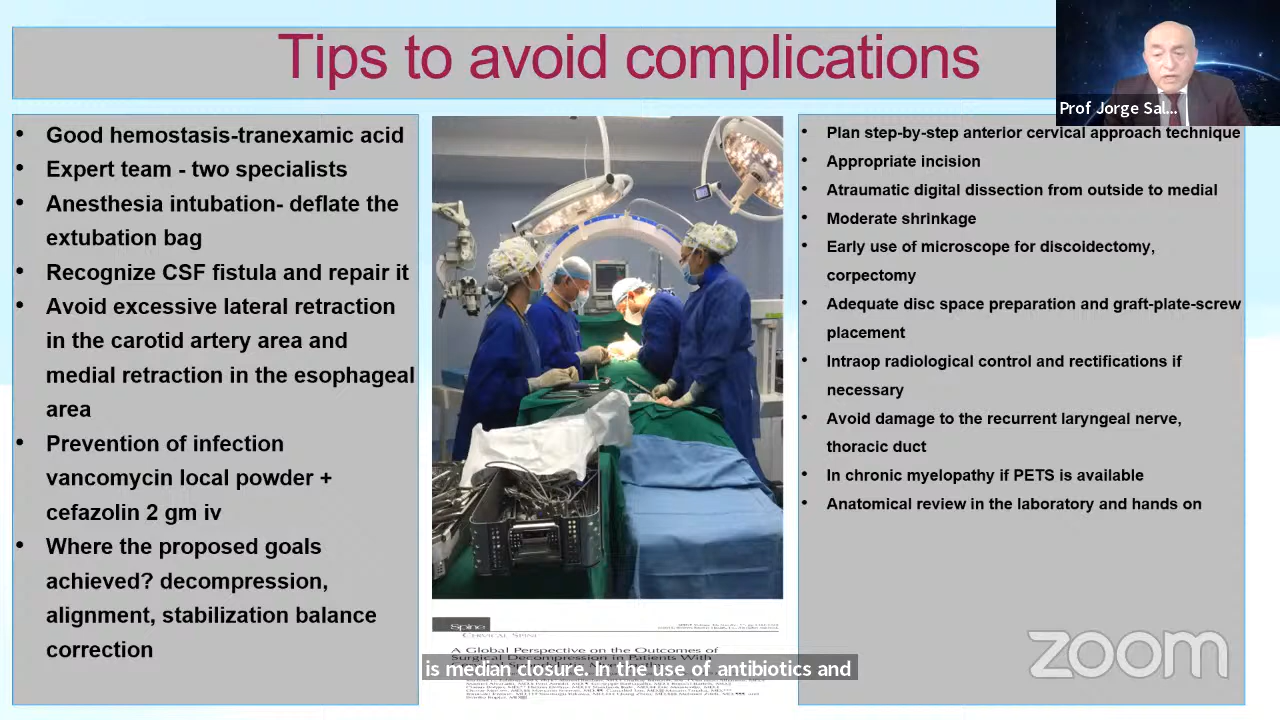 Tips to avoid complications
Prof Jorge Sal...
• Good hemostasis-tranexamic acid
• Expert team - two specialists
• Anesthesia intubation- deflate the
extubation bag
• Recognize CSF fistula and repair it
• Avoid excessive lateral retraction
in the carotid artery area and
medial retraction in the esophageal
area
• Prevention of infection
vancomycin local powder +
cefazolin 2 gm iv
• Where the proposed goals
achieved? decompression,
alignment, stabilization balance
correction
Spine
CERVICAL SPINE
A Global Perspective on the Outcomes of
Surgical Decompression in Patients With
is median closure. In the use of antibiotics and
• Plan step-by-step anterior cervical approach technique
• Appropriate incision
• Atraumatic digital dissection from outside to medial
• Moderate shrinkage
• Early use of microscope for discoidectomy,
corpectomy
• Adequate disc space preparation and graft-plate-screw
placement
• Intraop radiological control and rectifications if
necessary
• Avoid damage to the recurrent laryngeal nerve,
thoracic duct
• In chronic myelopathy if PETS is available
• Anatomical review in the laboratory and hands on
zoom